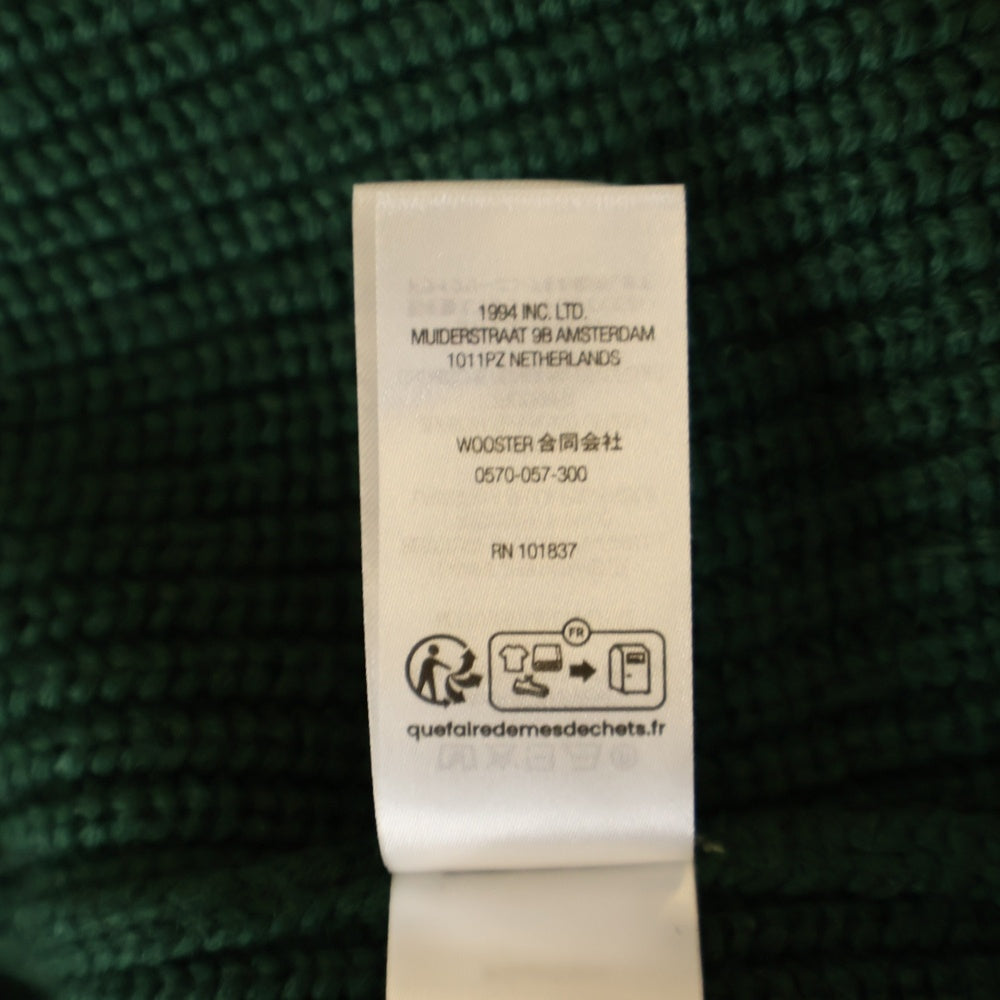 1994 INC. LTD.
MUIDERSTRAAT 9B AMSTERDAM
1011PZ NETHERLANDS
WOOSTER 合同会社
0570-057-300
RN 101837
FR
quefairedemesdechets.fr